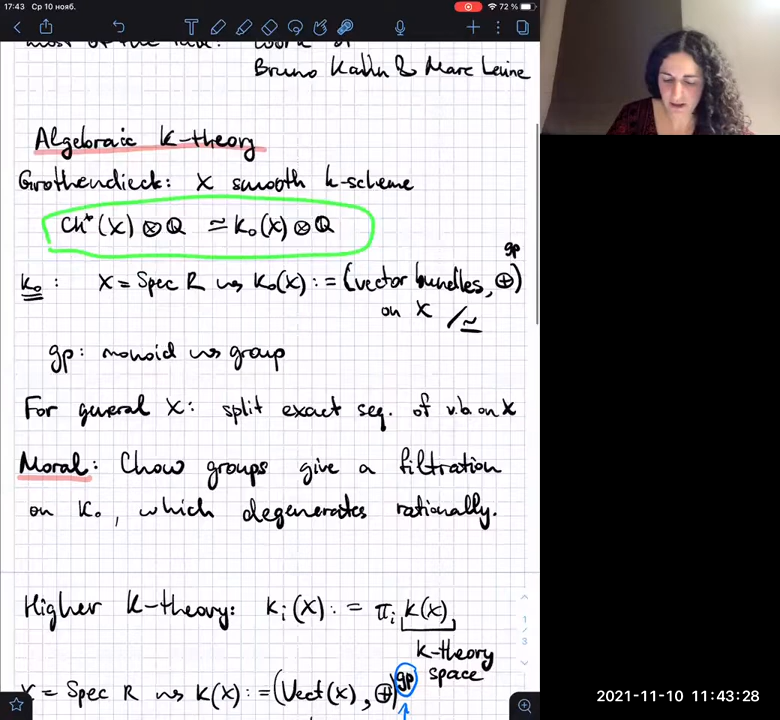 17:43 Ср 10 нояб.
72 %
Bruno Kahn & Marc Levine
Algebraic K-theory
Grothendieck: X smooth k-scheme
CH*(X) ⊗ Q ≃ K₀(X) ⊗ Q
K₀: X = Spec R ⇝ K₀(X) := (vector bundles, ⊕)^gp
on X /≃
gp: monoid ⇝ group
For general X: split exact seq. of v.b. on X
Moral: Chow groups give a filtration
on K₀, which degenerates rationally.
Higher K-theory: Kᵢ(X) := πᵢ K(X)
K-theory
space
X = Spec R ⇝ K(X) := (Vect(X), ⊕)^gp
1
3
2021-11-10 11:43:28